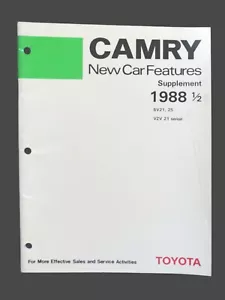 CAMRY
New Car Features
Supplement
1988 ½
SV21, 25
VZV 21 series
For More Effective Sales and Service Activities
TOYOTA